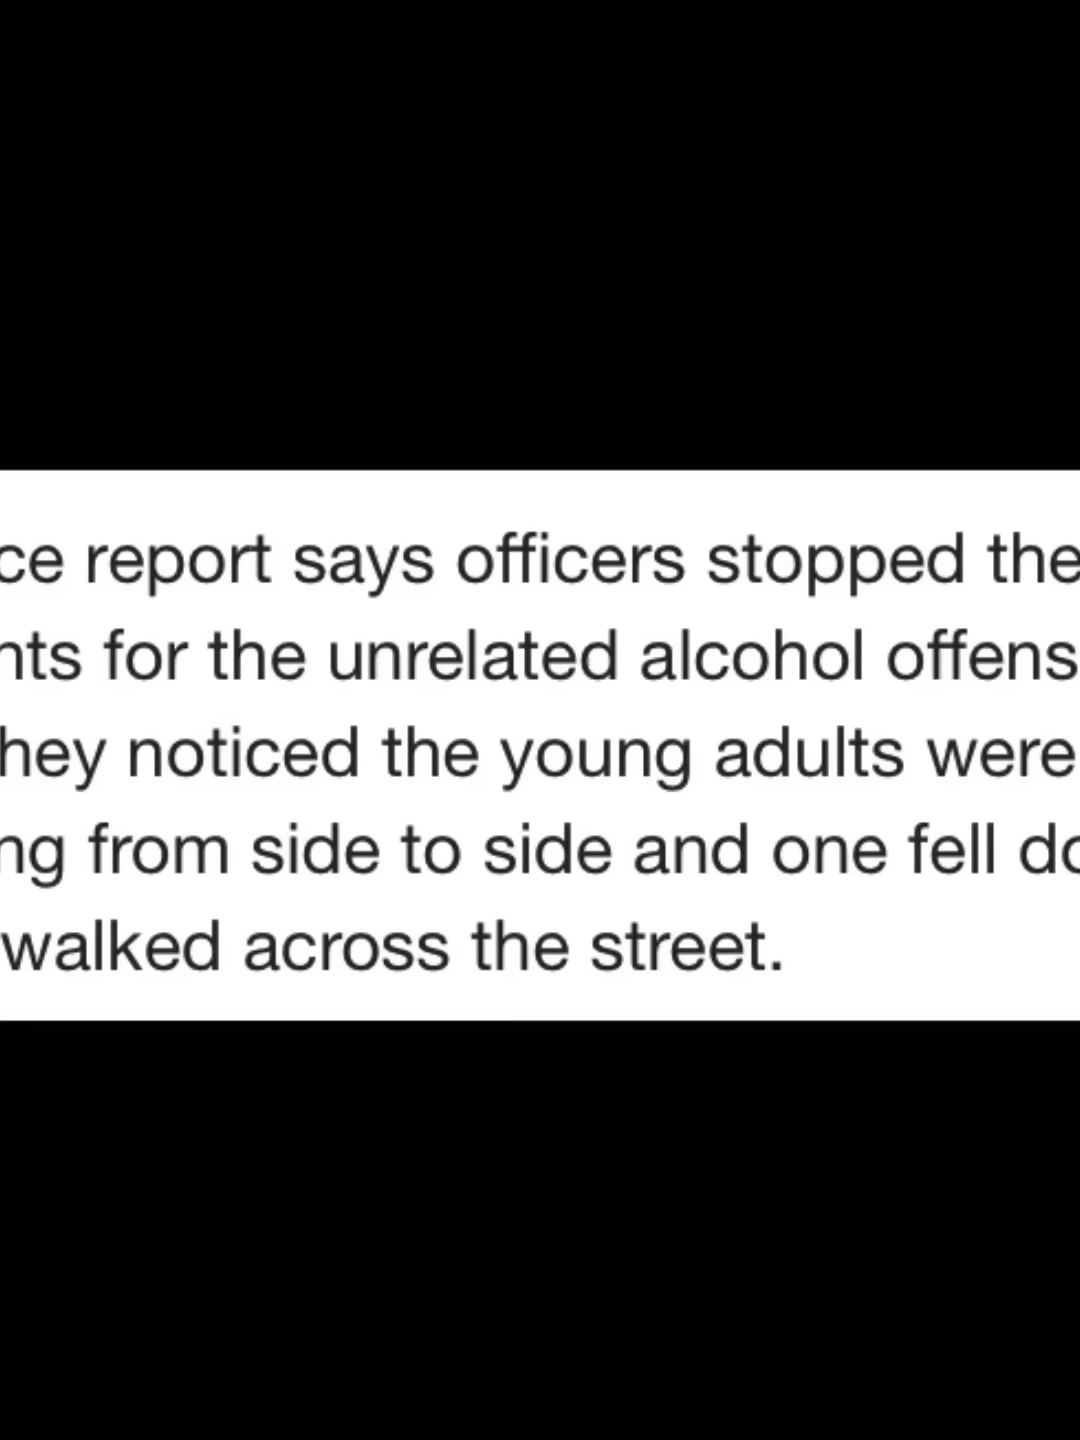 ce report says officers stopped the
nts for the unrelated alcohol offens
hey noticed the young adults were
ng from side to side and one fell do
walked across the street.